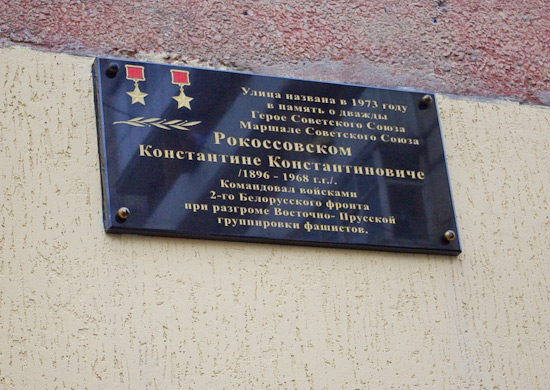 Улица названа в 1973 году
в память о дважды
Герое Советского Союза
Маршале Советского Союза
Рокоссовском
Константине Константиновиче
/1896 - 1968 г.г./.
Командовал войсками
2-го Белорусского фронта
при разгроме Восточно- Прусской
группировки фашистов.